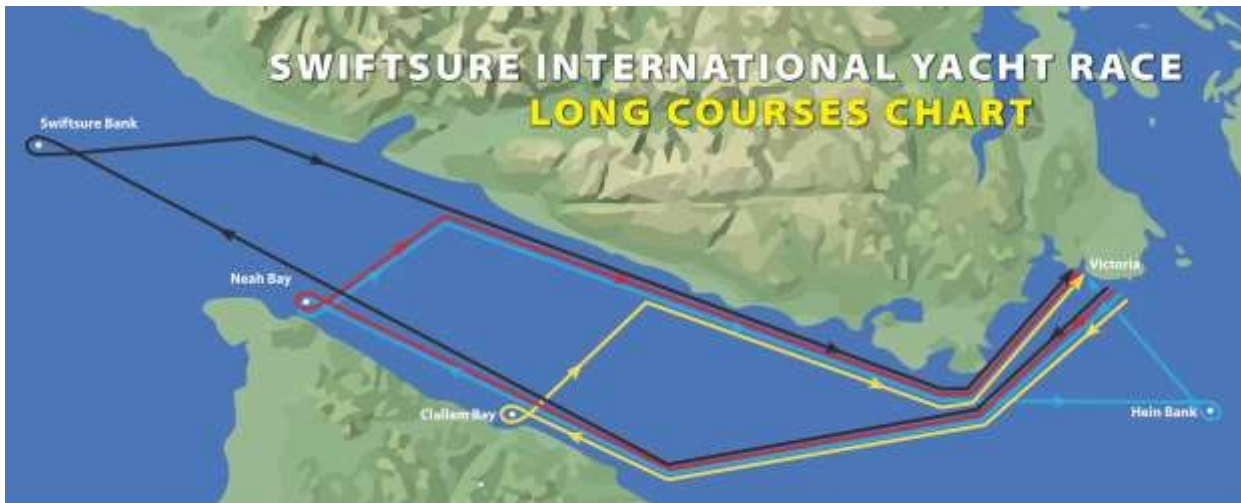 SWIFTSURE INTERNATIONAL YACHT RACE
LONG COURSES CHART
Swiftsure Bank
Neah Bay
Victoria
Clallam Bay
Hein Bank